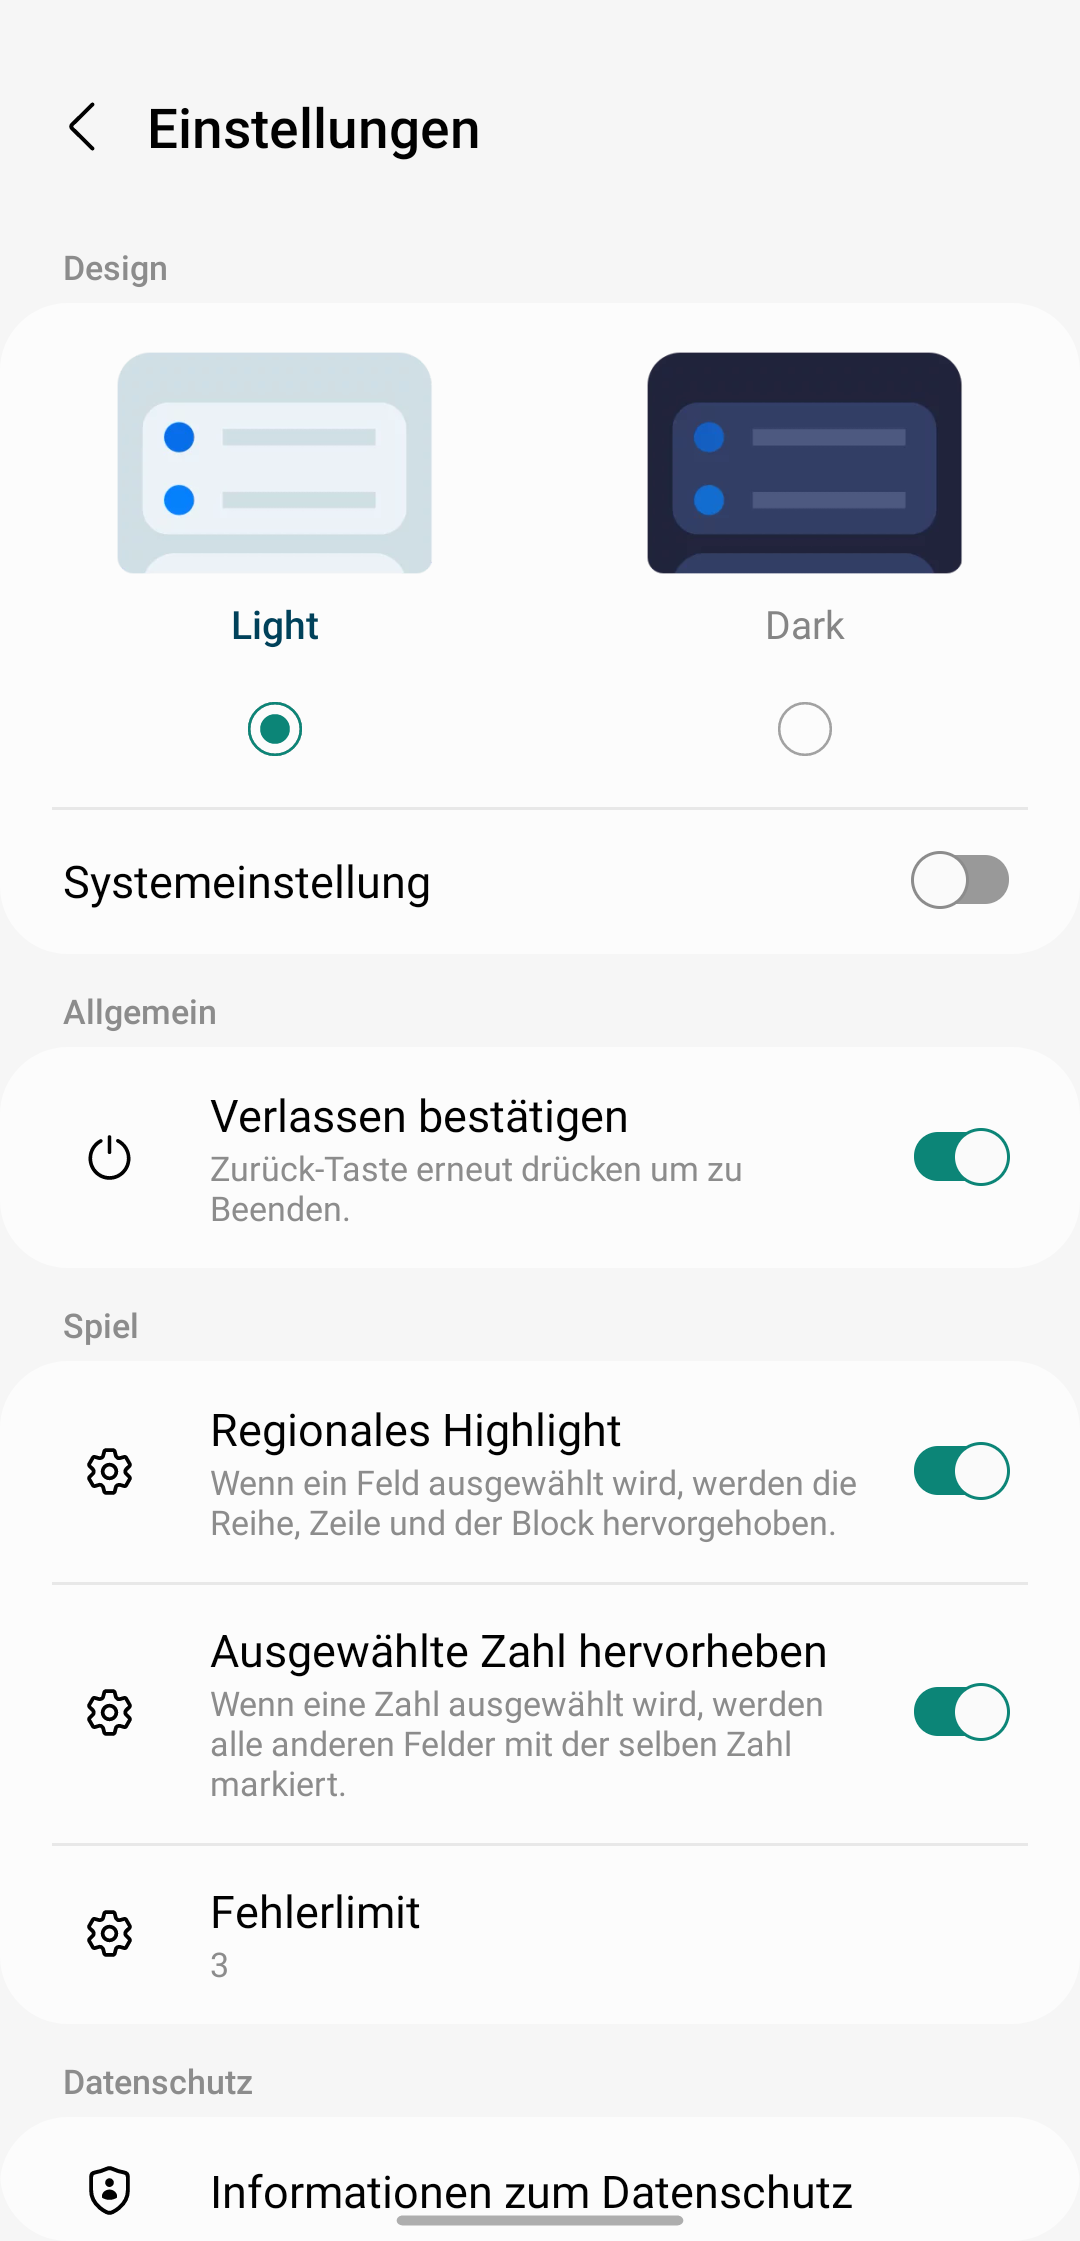 Einstellungen
Design
Light
Dark
Systemeinstellung
Allgemein
Verlassen bestätigen
Zurück-Taste erneut drücken um zu
Beenden.
Spiel
Regionales Highlight
Wenn ein Feld ausgewählt wird, werden die
Reihe, Zeile und der Block hervorgehoben.
Ausgewählte Zahl hervorheben
Wenn eine Zahl ausgewählt wird, werden
alle anderen Felder mit der selben Zahl
markiert.
Fehlerlimit
3
Datenschutz
Informationen zum Datenschutz